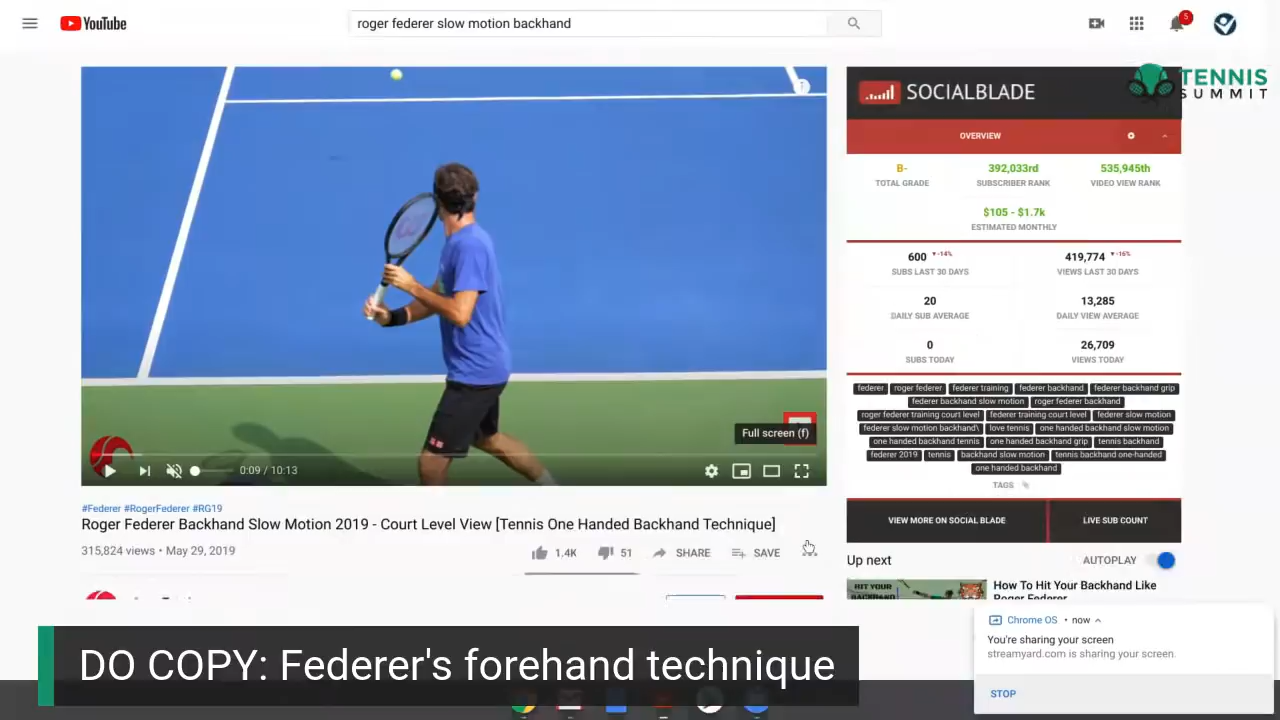 YouTube
roger federer slow motion backhand
5
TENNIS
SUMMIT
SOCIALBLADE
OVERVIEW
B-
TOTAL GRADE
392,033rd
SUBSCRIBER RANK
535,945th
VIDEO VIEW RANK
$105 - $1.7k
ESTIMATED MONTHLY
600 ▼-14%
SUBS LAST 30 DAYS
419,774 ▼-16%
VIEWS LAST 30 DAYS
20
DAILY SUB AVERAGE
13,285
DAILY VIEW AVERAGE
0
SUBS TODAY
26,709
VIEWS TODAY
federer roger federer federer training federer backhand federer backhand grip
federer backhand slow motion roger federer backhand
roger federer training court level federer training court level federer slow motion
federer slow motion backhand\ love tennis one handed backhand slow motion
one handed backhand tennis one handed backhand grip tennis backhand
federer 2019 tennis backhand slow motion tennis backhand one-handed
one handed backhand
TAGS
VIEW MORE ON SOCIAL BLADE
LIVE SUB COUNT
Full screen (f)
0:09 / 10:13
#Federer #RogerFederer #RG19
Roger Federer Backhand Slow Motion 2019 - Court Level View [Tennis One Handed Backhand Technique]
315,824 views • May 29, 2019
1.4K
51
SHARE
SAVE
Up next
AUTOPLAY
HIT YOUR
BACKHAND
How To Hit Your Backhand Like
Roger Federer
Chrome OS • now
You're sharing your screen
streamyard.com is sharing your screen.
STOP
DO COPY: Federer's forehand technique